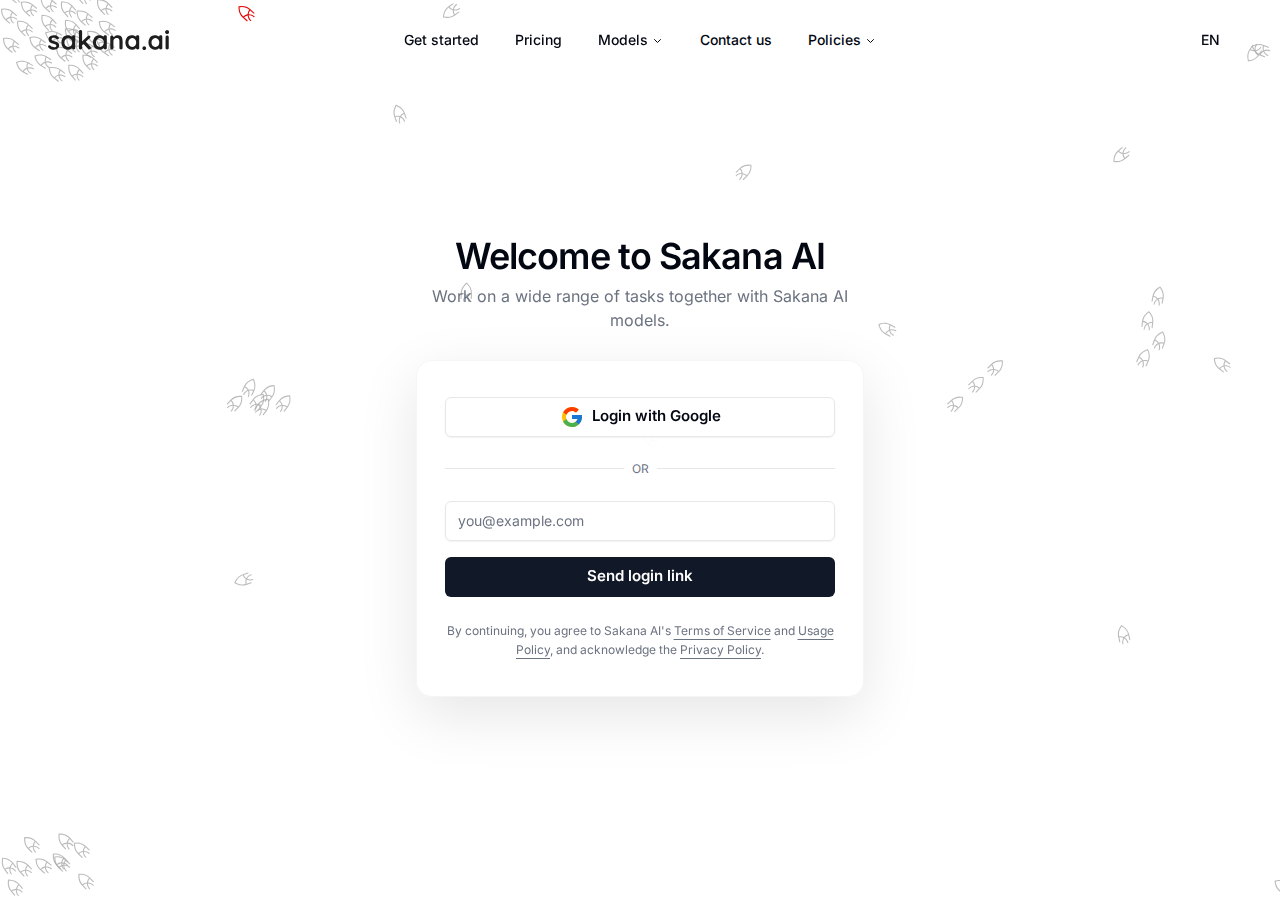 sakana.ai
Get started
Pricing
Models
Contact us
Policies
EN
Welcome to Sakana AI
Work on a wide range of tasks together with Sakana AI
models.
Login with Google
OR
you@example.com
Send login link
By continuing, you agree to Sakana AI's Terms of Service and Usage
Policy, and acknowledge the Privacy Policy.